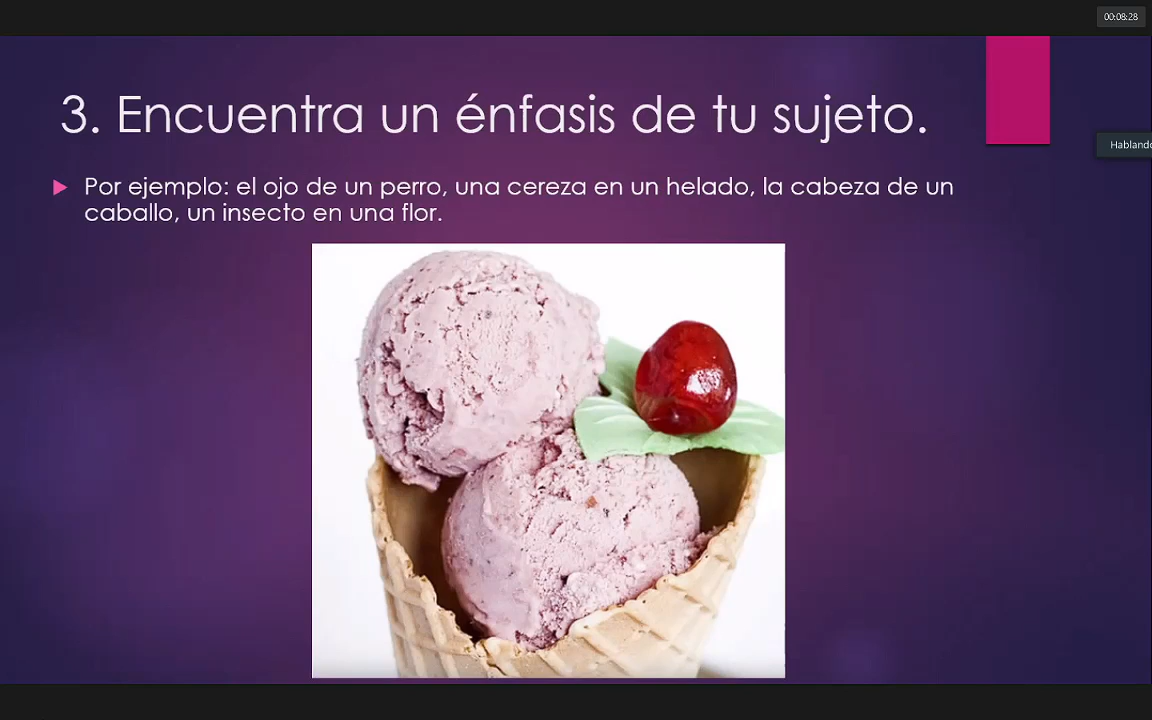 00:08:28
3. Encuentra un énfasis de tu sujeto.
Hablando
Por ejemplo: el ojo de un perro, una cereza en un helado, la cabeza de un
caballo, un insecto en una flor.